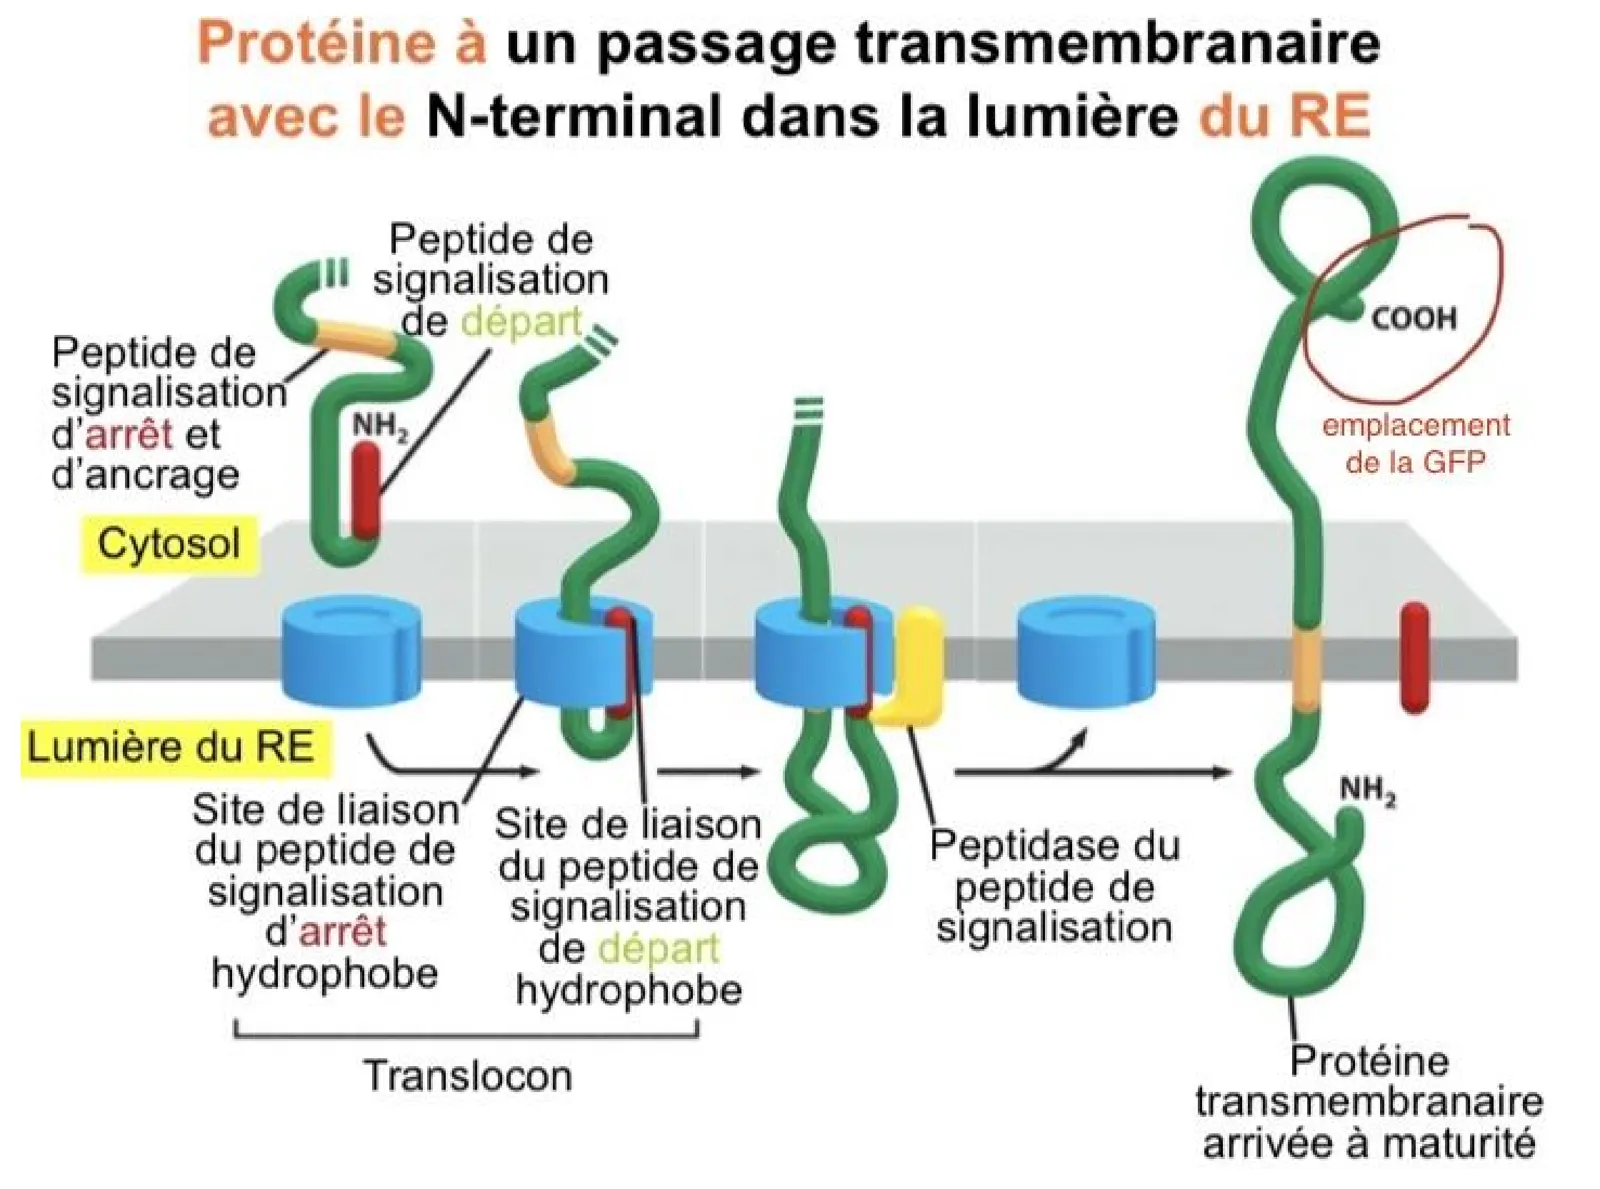 Protéine à un passage transmembranaire
avec le N-terminal dans la lumière du RE
Peptide de
signalisation
de départ
Peptide de
signalisation
d'arrêt et
d'ancrage
NH2
COOH
emplacement
de la GFP
Cytosol
Lumière du RE
NH2
Site de liaison
du peptide de
signalisation
d'arrêt
hydrophobe
Site de liaison
du peptide de
signalisation
de départ
hydrophobe
Peptidase du
peptide de
signalisation
Translocon
Protéine
transmembranaire
arrivée à maturité